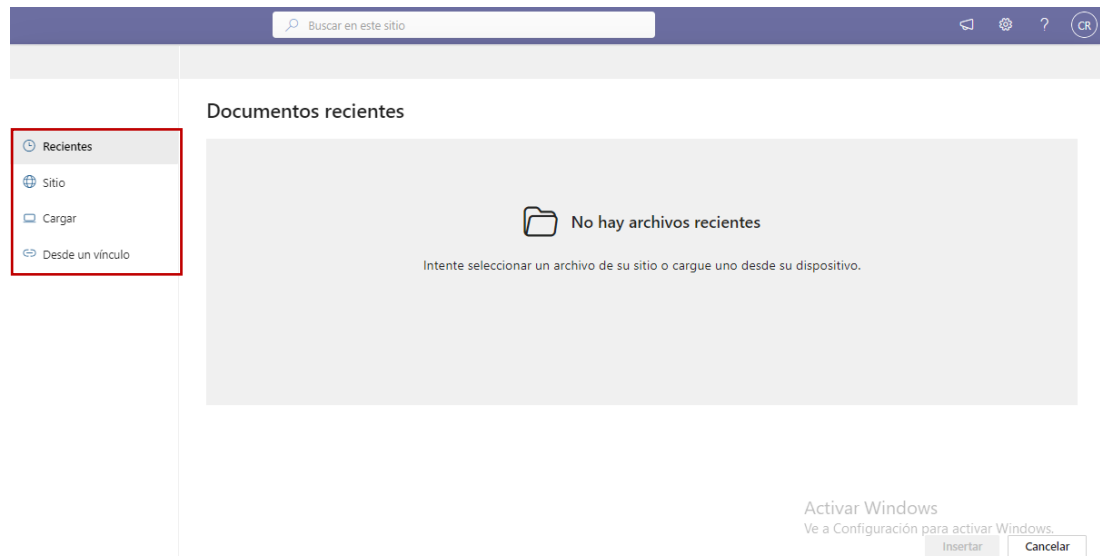 Buscar en este sitio
?
CR
Documentos recientes
Recientes
Sitio
Cargar
Desde un vínculo
No hay archivos recientes
Intente seleccionar un archivo de su sitio o cargue uno desde su dispositivo.
Activar Windows
Ve a Configuración para activar Windows.
Insertar Cancelar